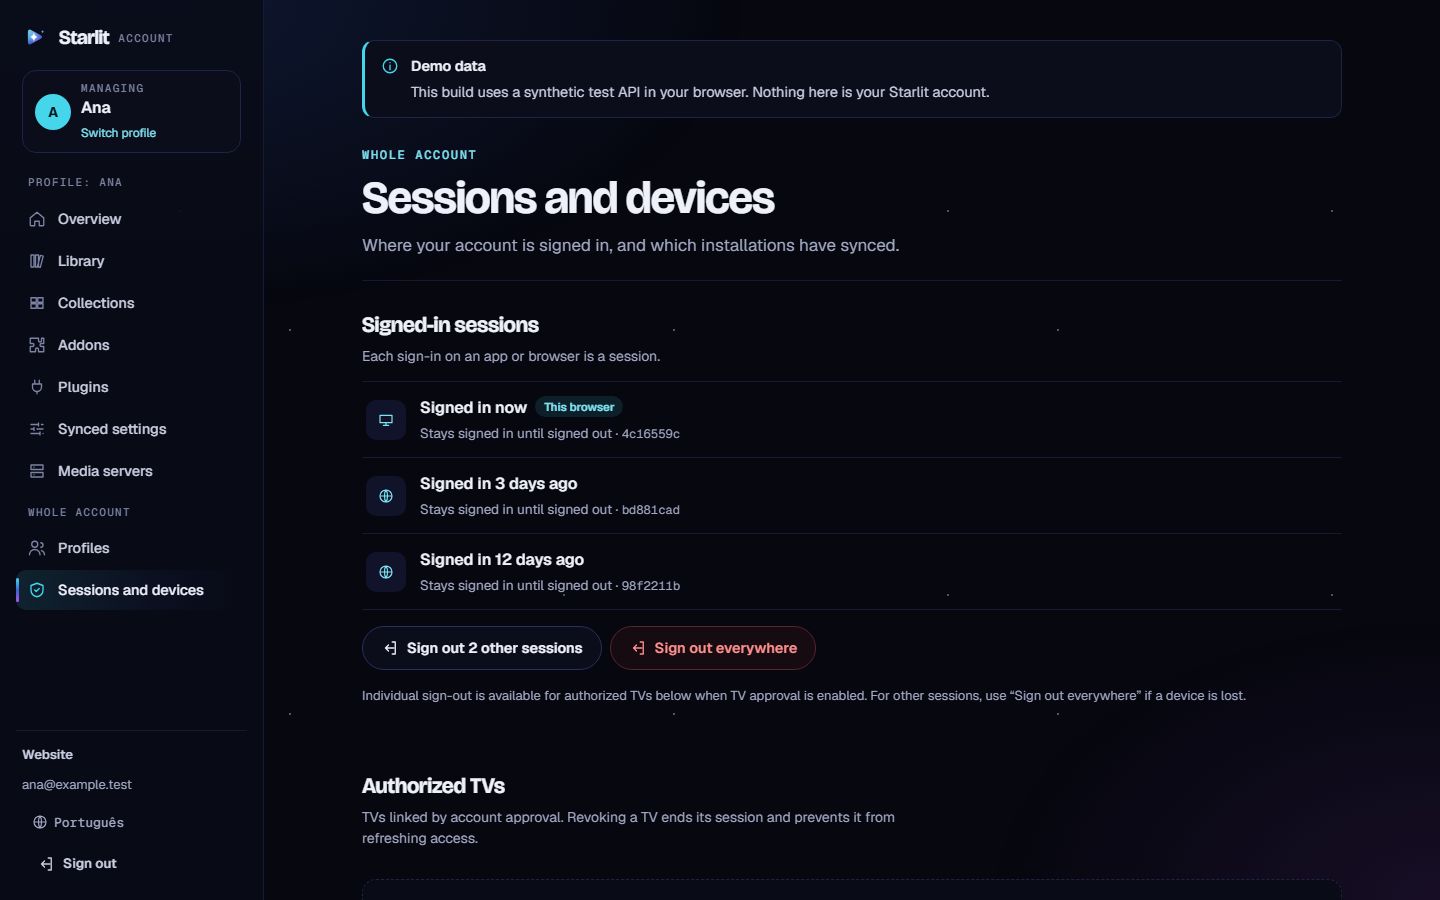 Starlit ACCOUNT
MANAGING
A
Ana
Switch profile
PROFILE: ANA
Overview
Library
Collections
Addons
Plugins
Synced settings
Media servers
WHOLE ACCOUNT
Profiles
Sessions and devices
Website
ana@example.test
Português
Sign out
Demo data
This build uses a synthetic test API in your browser. Nothing here is your Starlit account.
WHOLE ACCOUNT
Sessions and devices
Where your account is signed in, and which installations have synced.
Signed-in sessions
Each sign-in on an app or browser is a session.
Signed in now This browser
Stays signed in until signed out · 4c16559c
Signed in 3 days ago
Stays signed in until signed out · bd881cad
Signed in 12 days ago
Stays signed in until signed out · 98f2211b
Sign out 2 other sessions Sign out everywhere
Individual sign-out is available for authorized TVs below when TV approval is enabled. For other sessions, use “Sign out everywhere” if a device is lost.
Authorized TVs
TVs linked by account approval. Revoking a TV ends its session and prevents it from
refreshing access.